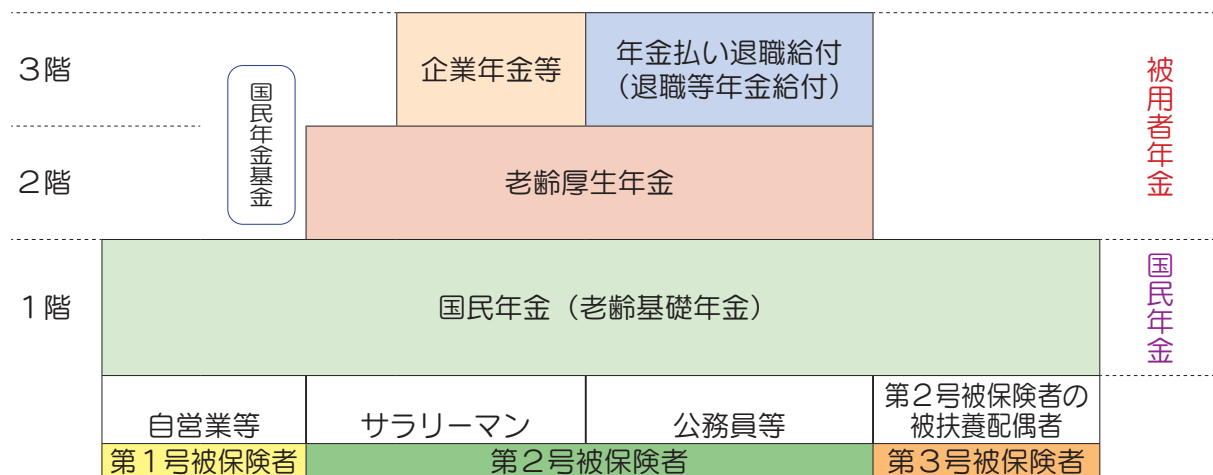 3階
企業年金等
年金払い退職給付
（退職等年金給付）
国民年金基金
被用者年金
2階
老齢厚生年金
1階
国民年金（老齢基礎年金）
国民年金
自営業等
サラリーマン
公務員等
第2号被保険者の
被扶養配偶者
第1号被保険者
第2号被保険者
第3号被保険者